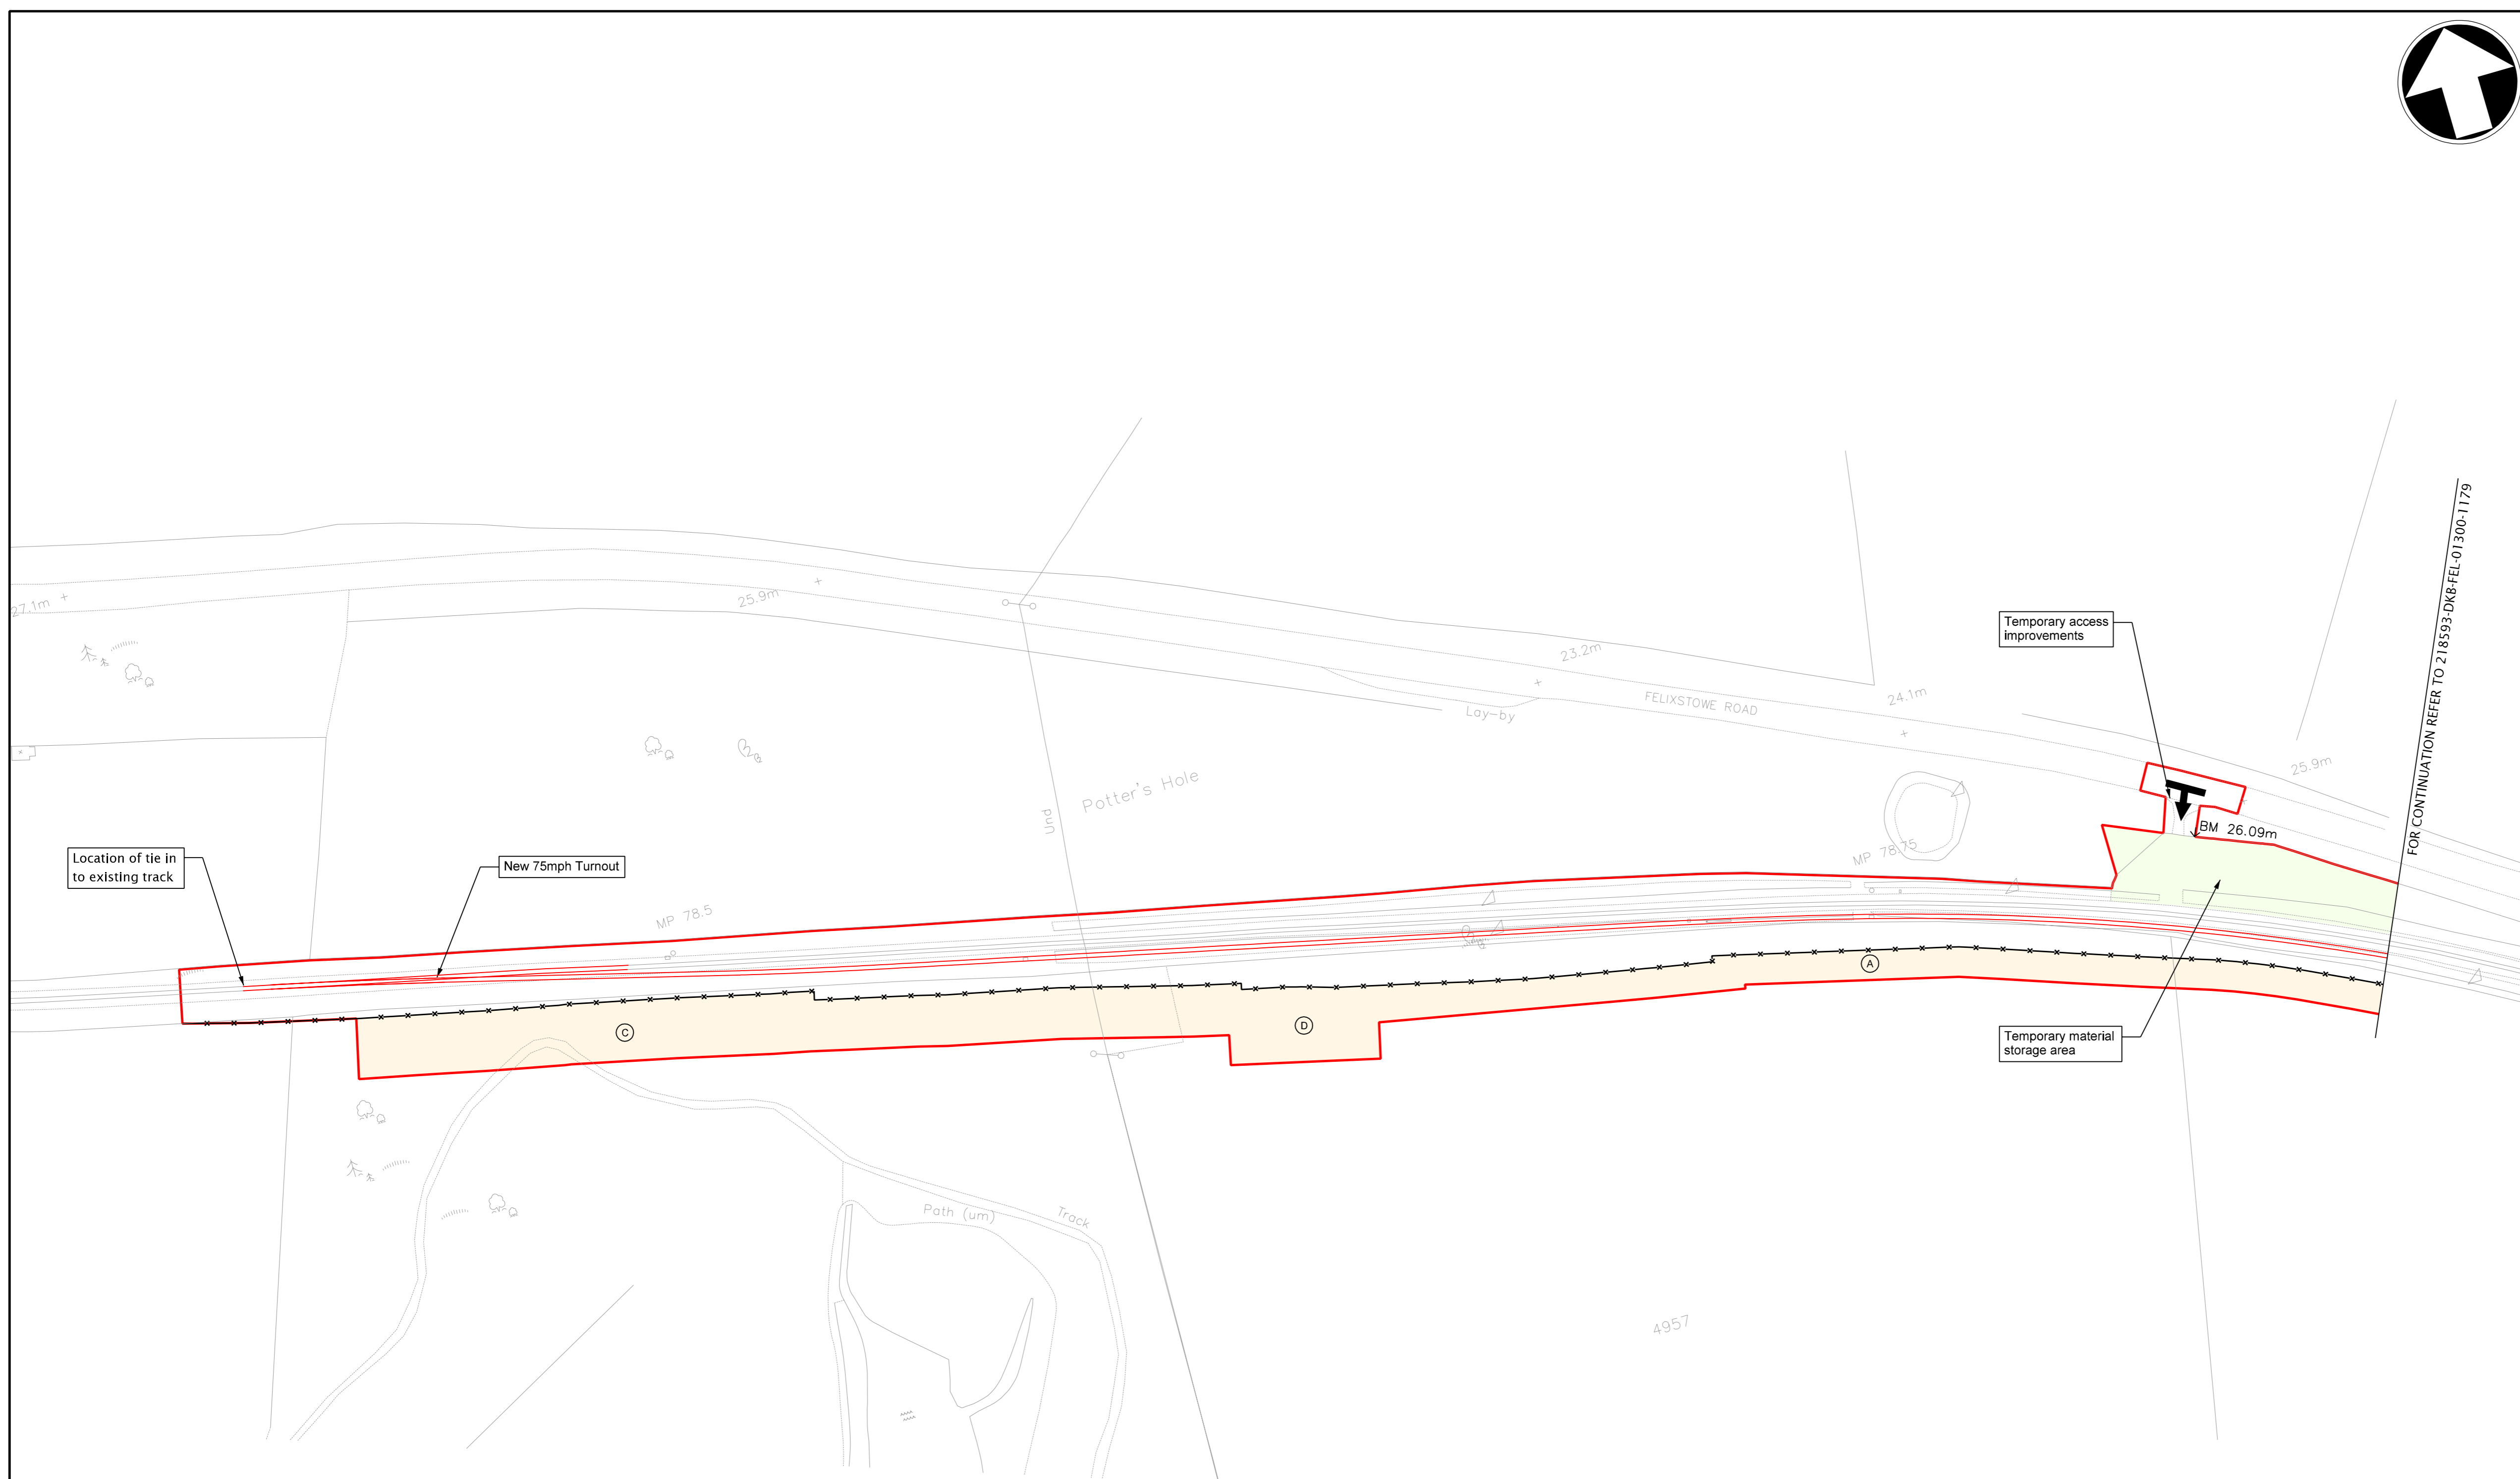 27.1m +
25.9m
+
23.2m
+
Lay-by
FELIXSTOWE ROAD
24.1m
+
25.9m
Temporary access
improvements
FOR CONTINUATION REFER TO 218593-DKB-FEL-01300-1179
Potter's Hole
Und
BM 26.09m
MP 78.75
Location of tie in
to existing track
New 75mph Turnout
MP 78.5
A
C
D
Temporary material
storage area
Path (um)
Track
4957